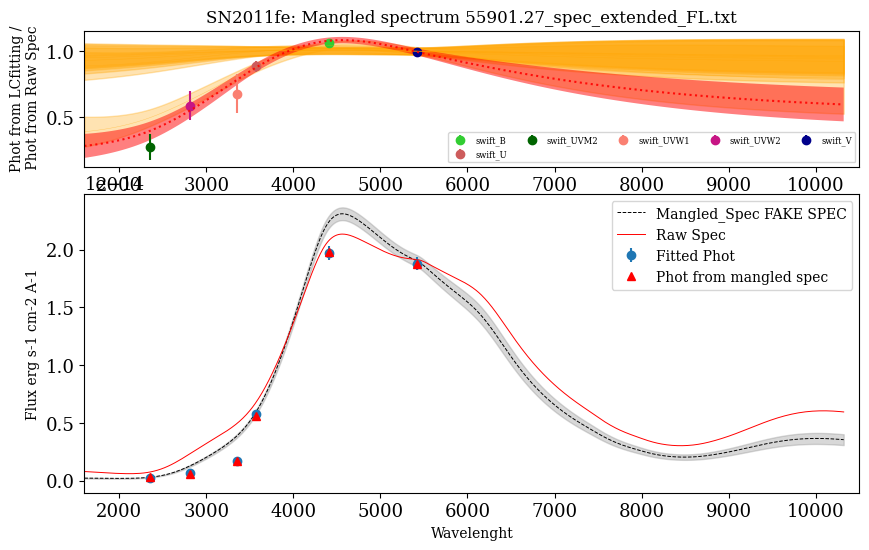 SN2011fe: Mangled spectrum 55901.27_spec_extended_FL.txt
Phot from LCfitting /
Phot from Raw Spec
1.0
0.5
swift_B
swift_UVM2
swift_UVW1
swift_UVW2
swift_V
swift_U
2000 3000 4000 5000 6000 7000 8000 9000 10000
1e−14
Flux erg s-1 cm-2 A-1
2.0
1.5
1.0
0.5
0.0
Mangled_Spec FAKE SPEC
Raw Spec
Fitted Phot
Phot from mangled spec
2000 3000 4000 5000 6000 7000 8000 9000 10000
Wavelenght